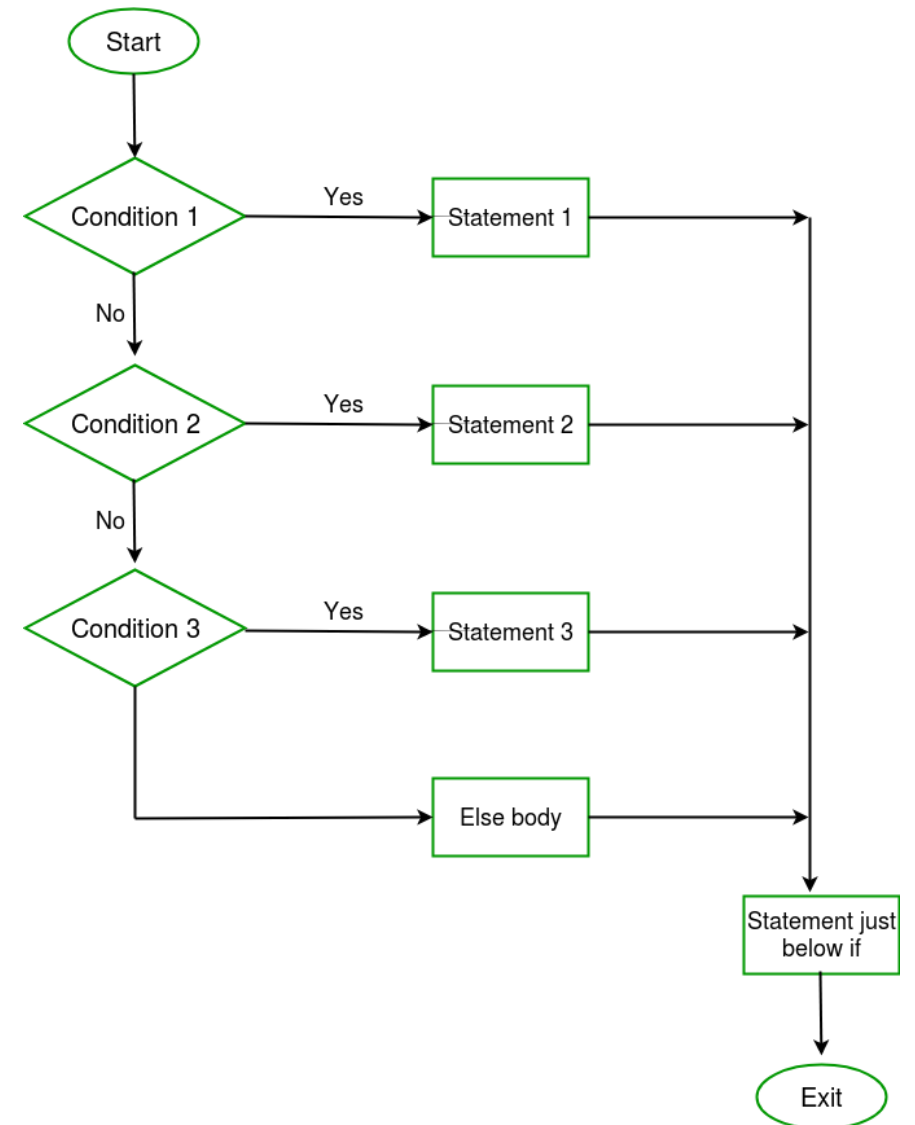 Start
Condition 1
Yes
Statement 1
No
Condition 2
Yes
Statement 2
No
Condition 3
Yes
Statement 3
Else body
Statement just
below if
Exit